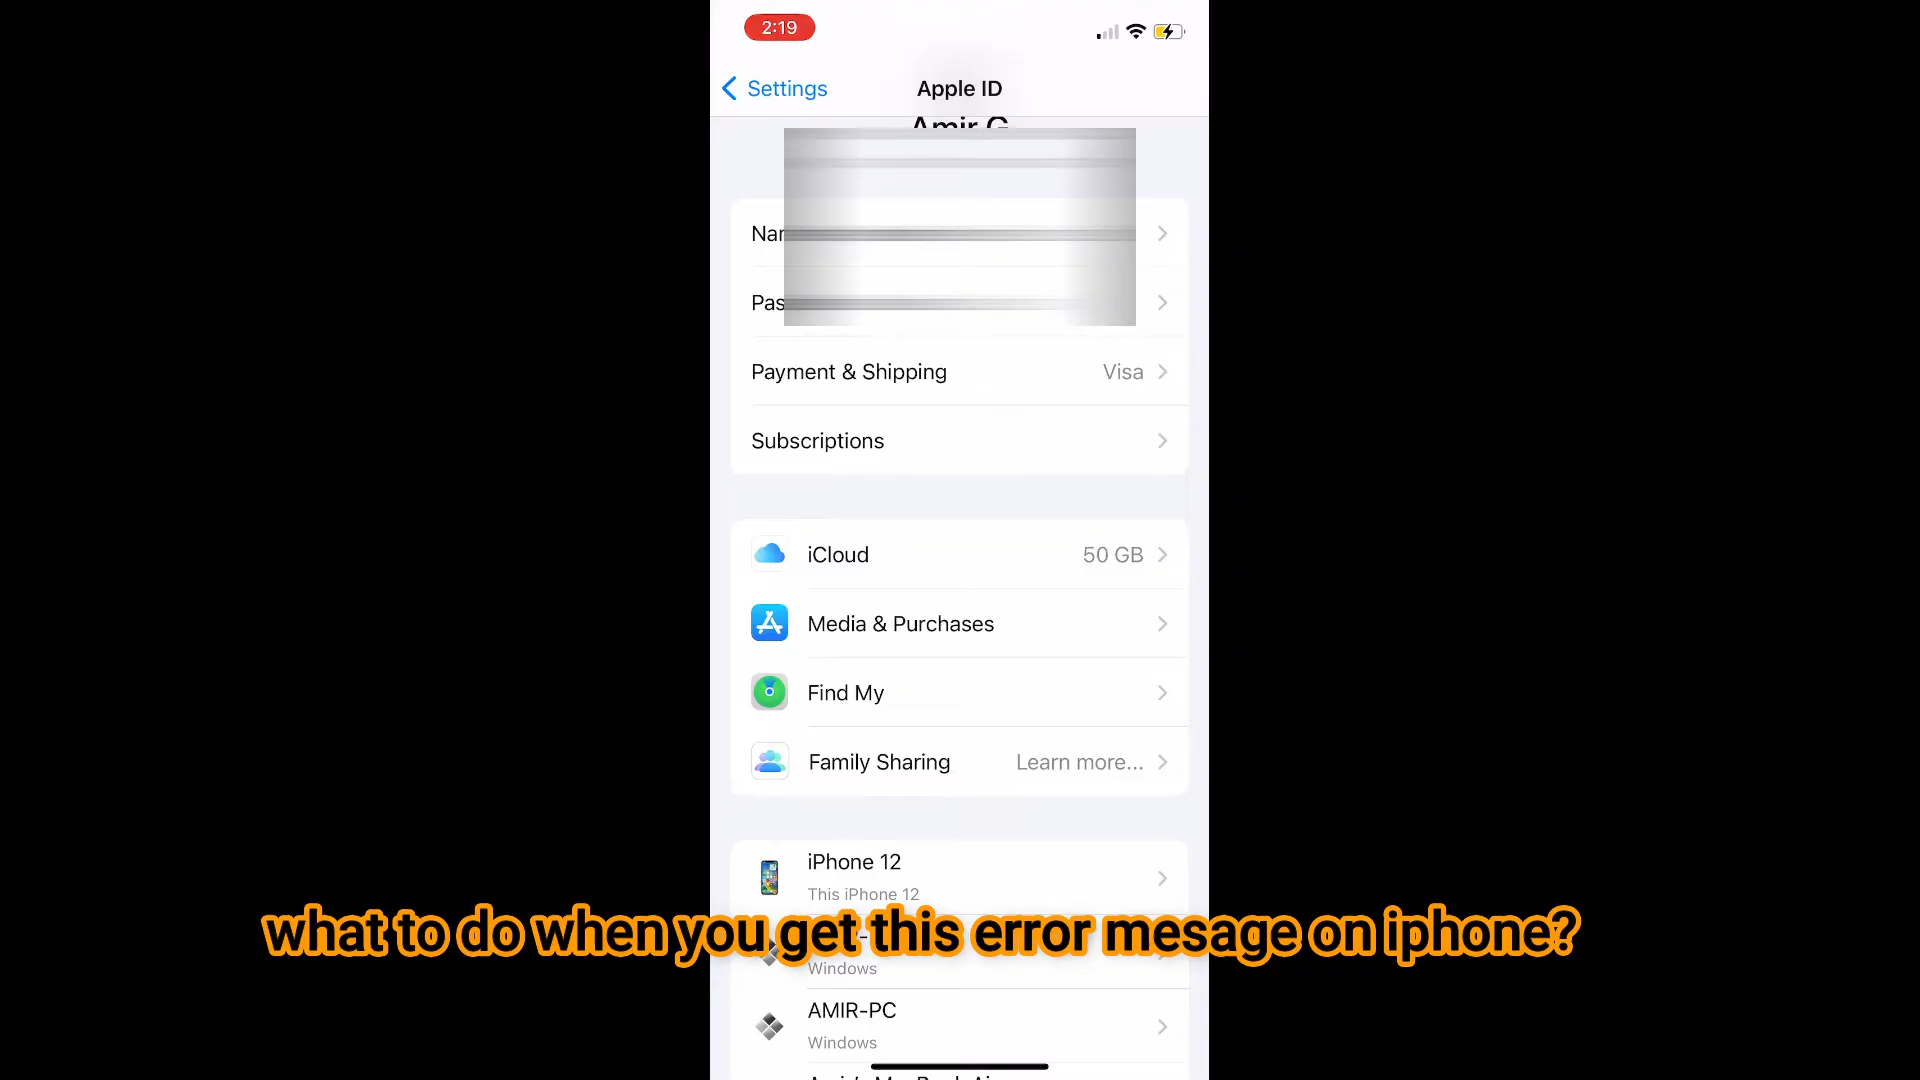 2:19
Settings
Apple ID
Amir G
Payment & Shipping
Visa
Subscriptions
iCloud
50 GB
Media & Purchases
Find My
Family Sharing
Learn more...
iPhone 12
This iPhone 12
what to do when you get this error mesage on iphone?
Windows
AMIR-PC
Windows